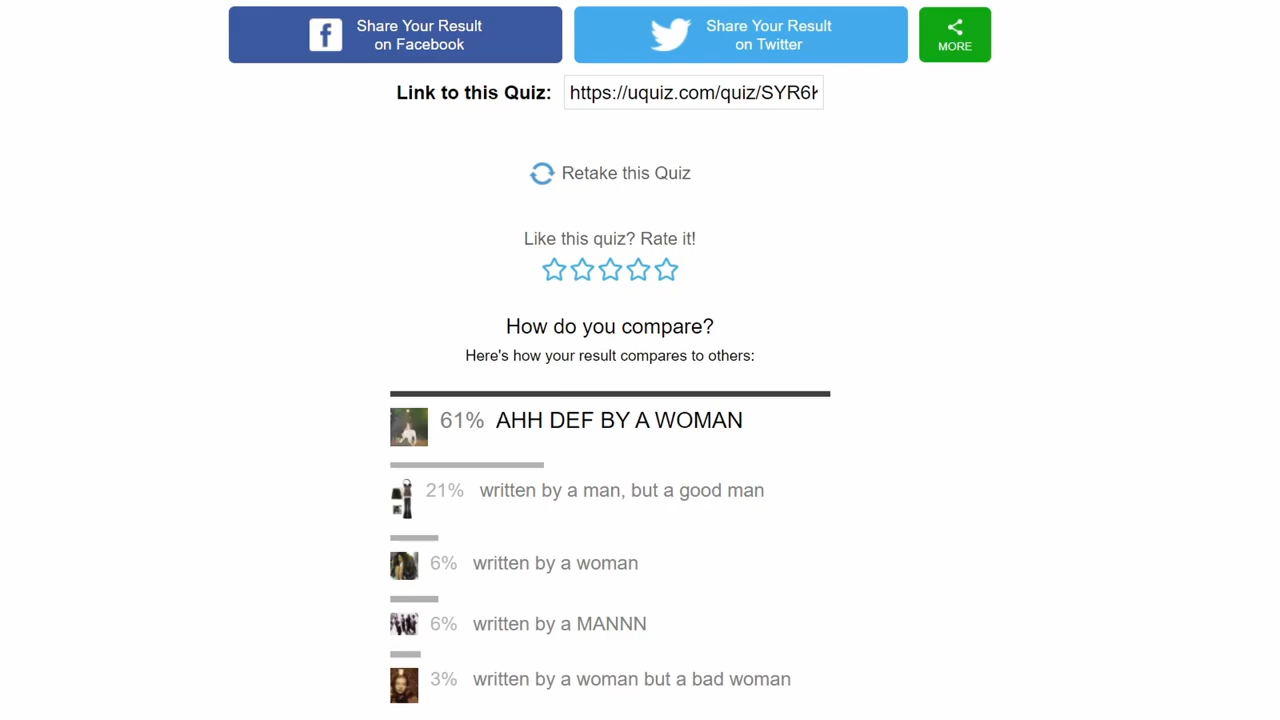 Share Your Result
on Facebook
Share Your Result
on Twitter
MORE
Link to this Quiz:
https://uquiz.com/quiz/SYR6
Retake this Quiz
Like this quiz? Rate it!
How do you compare?
Here's how your result compares to others:
61% AHH DEF BY A WOMAN
21% written by a man, but a good man
6% written by a woman
6% written by a MANNN
3% written by a woman but a bad woman